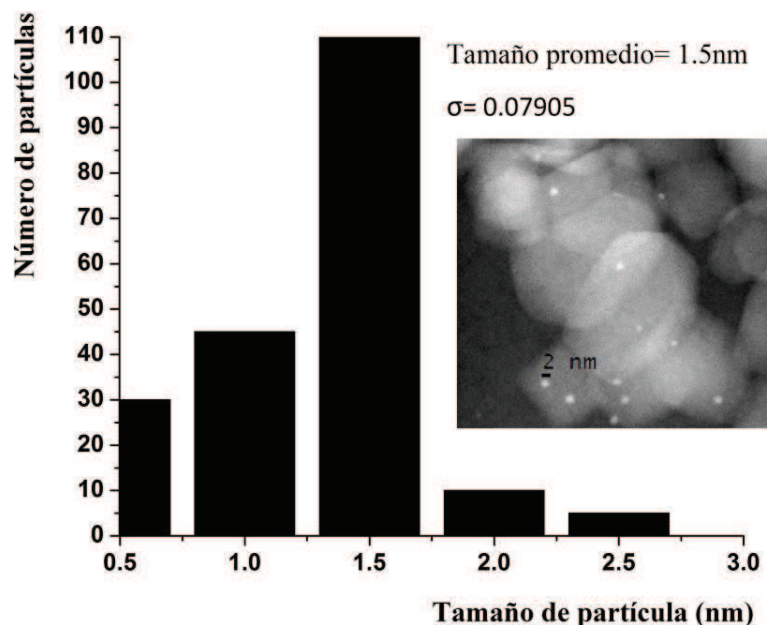 Número de partículas
110
100
90
80
70
60
50
40
30
20
10
0
Tamaño promedio= 1.5nm
σ= 0.07905
2 nm
0.5 1.0 1.5 2.0 2.5 3.0
Tamaño de partícula (nm)